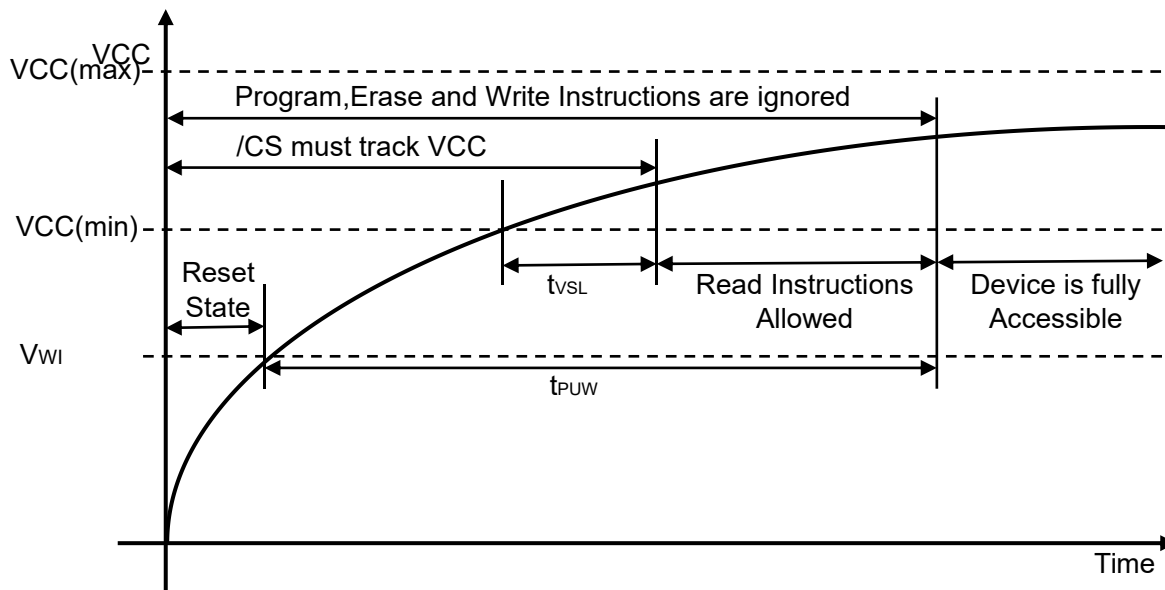 VCC
VCC(max)
Program,Erase and Write Instructions are ignored
/CS must track VCC
VCC(min)
Reset
State
tVSL
Read Instructions
Allowed
Device is fully
Accessible
VWI
tPUW
Time